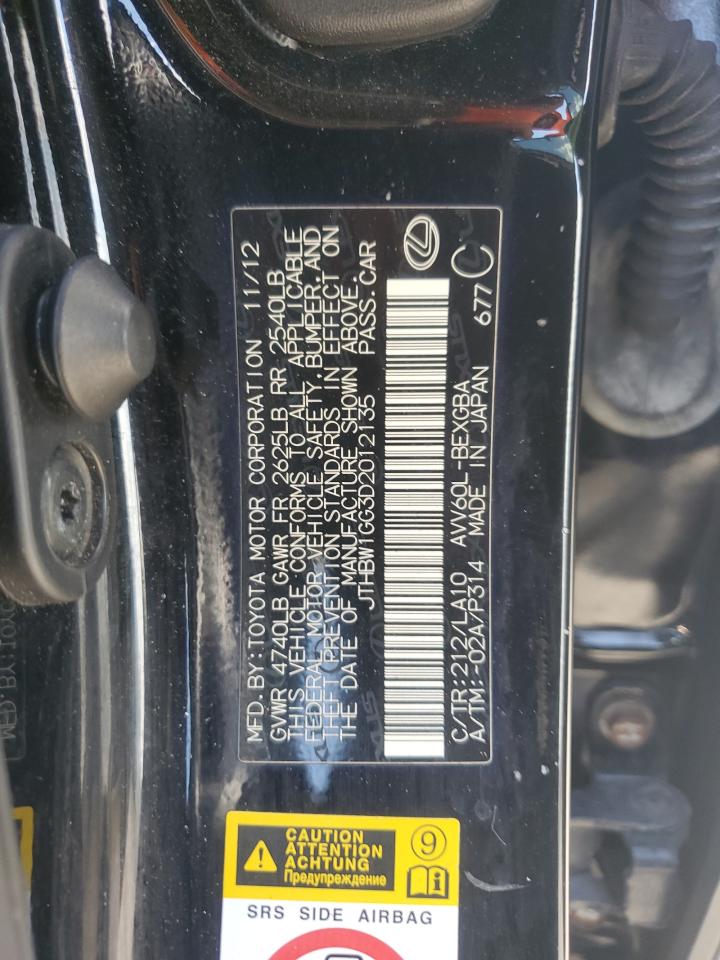 MFD.BY:TOYOTA MOTOR CORPORATION 11/12
GVWR 4740LB GAWR FR 2625LB RR 2540LB
THIS VEHICLE CONFORMS TO ALL APPLICABLE
FEDERAL MOTOR VEHICLE SAFETY, BUMPER, AND
THEFT PREVENTION STANDARDS IN EFFECT ON
THE DATE OF MANUFACTURE SHOWN ABOVE.
JTHBW1GG3D2012135 PASS.CAR
C/TR:212/LA10 AVV60L-BEXGBA
A/TM:-02A/P314 MADE IN JAPAN 677 C
CAUTION
ATTENTION
ACHTUNG
Предупреждение
9
i
SRS SIDE AIRBAG